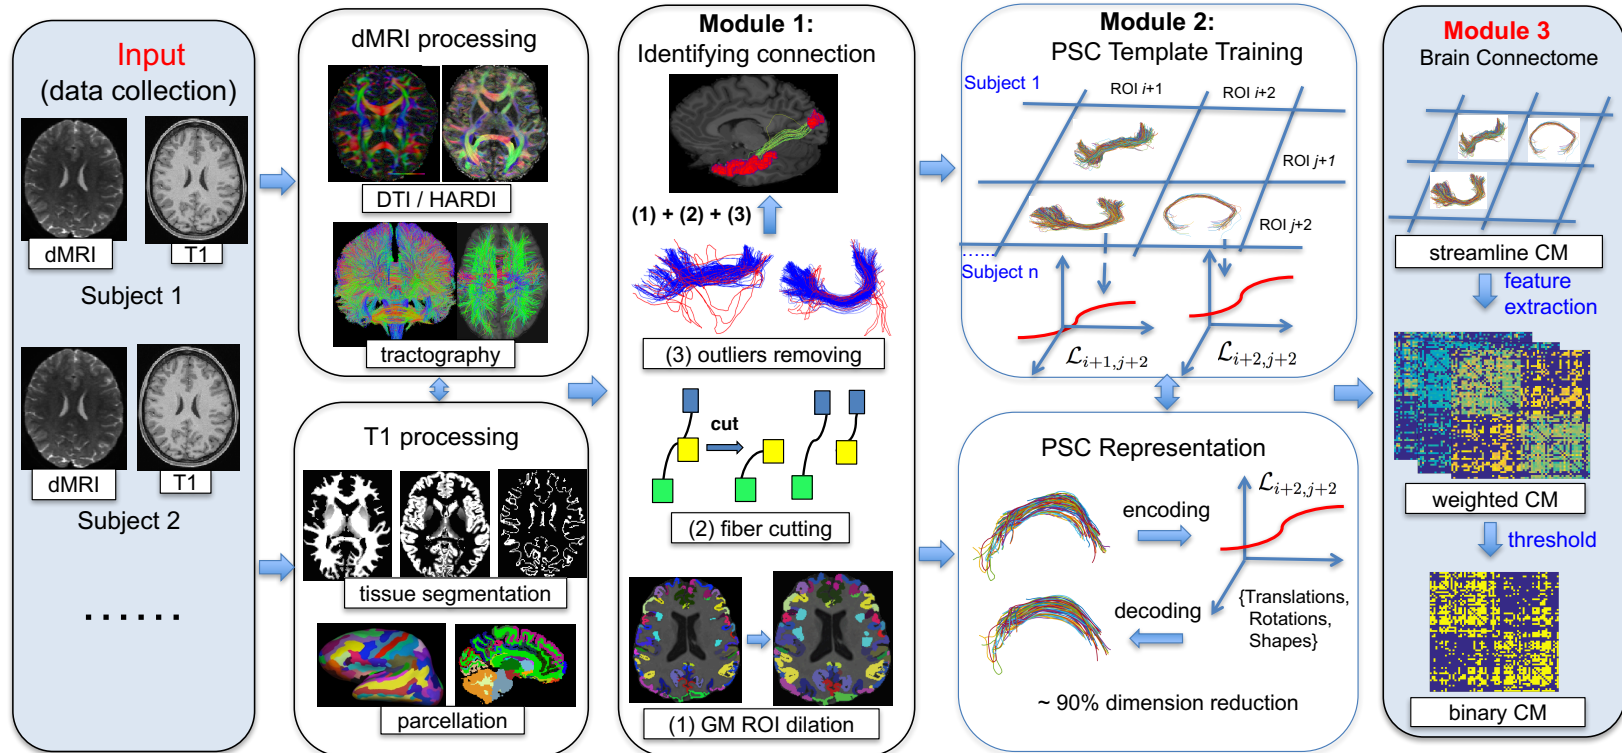 Input
(data collection)
dMRI
T1
Subject 1
dMRI
T1
Subject 2
......
dMRI processing
DTI / HARDI
tractography
T1 processing
tissue segmentation
parcellation
Module 1:
Identifying connection
(1) + (2) + (3)
(3) outliers removing
cut
(2) fiber cutting
(1) GM ROI dilation
Module 2:
PSC Template Training
Subject 1
ROI i+1
ROI i+2
ROI j+1
ROI j+2
......
Subject n
ℒi+1,j+2
ℒi+2,j+2
PSC Representation
encoding
ℒi+2,j+2
decoding
{Translations,
Rotations,
Shapes}
~ 90% dimension reduction
Module 3
Brain Connectome
streamline CM
feature
extraction
weighted CM
threshold
binary CM